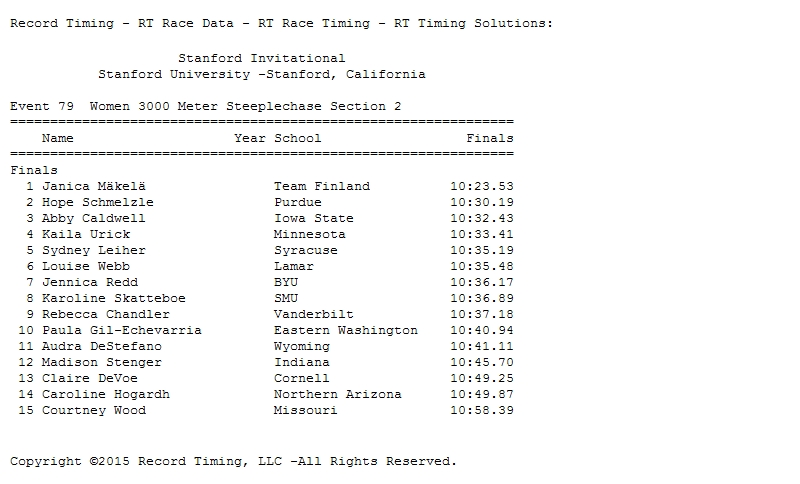 Record Timing - RT Race Data - RT Race Timing - RT Timing Solutions:
Stanford Invitational
Stanford University -Stanford, California
Event 79  Women 3000 Meter Steeplechase Section 2
===============================================================
Name                    Year School                  Finals
===============================================================
Finals
1 Janica Mäkelä                Team Finland          10:23.53
2 Hope Schmelzle               Purdue                10:30.19
3 Abby Caldwell                Iowa State            10:32.43
4 Kaila Urick                  Minnesota             10:33.41
5 Sydney Leiher                Syracuse              10:35.19
6 Louise Webb                  Lamar                 10:35.48
7 Jennica Redd                 BYU                   10:36.17
8 Karoline Skatteboe           SMU                   10:36.89
9 Rebecca Chandler             Vanderbilt            10:37.18
10 Paula Gil-Echevarria         Eastern Washington    10:40.94
11 Audra DeStefano              Wyoming               10:41.11
12 Madison Stenger              Indiana               10:45.70
13 Claire DeVoe                 Cornell               10:49.25
14 Caroline Hogardh             Northern Arizona      10:49.87
15 Courtney Wood                Missouri              10:58.39
Copyright ©2015 Record Timing, LLC -All Rights Reserved.